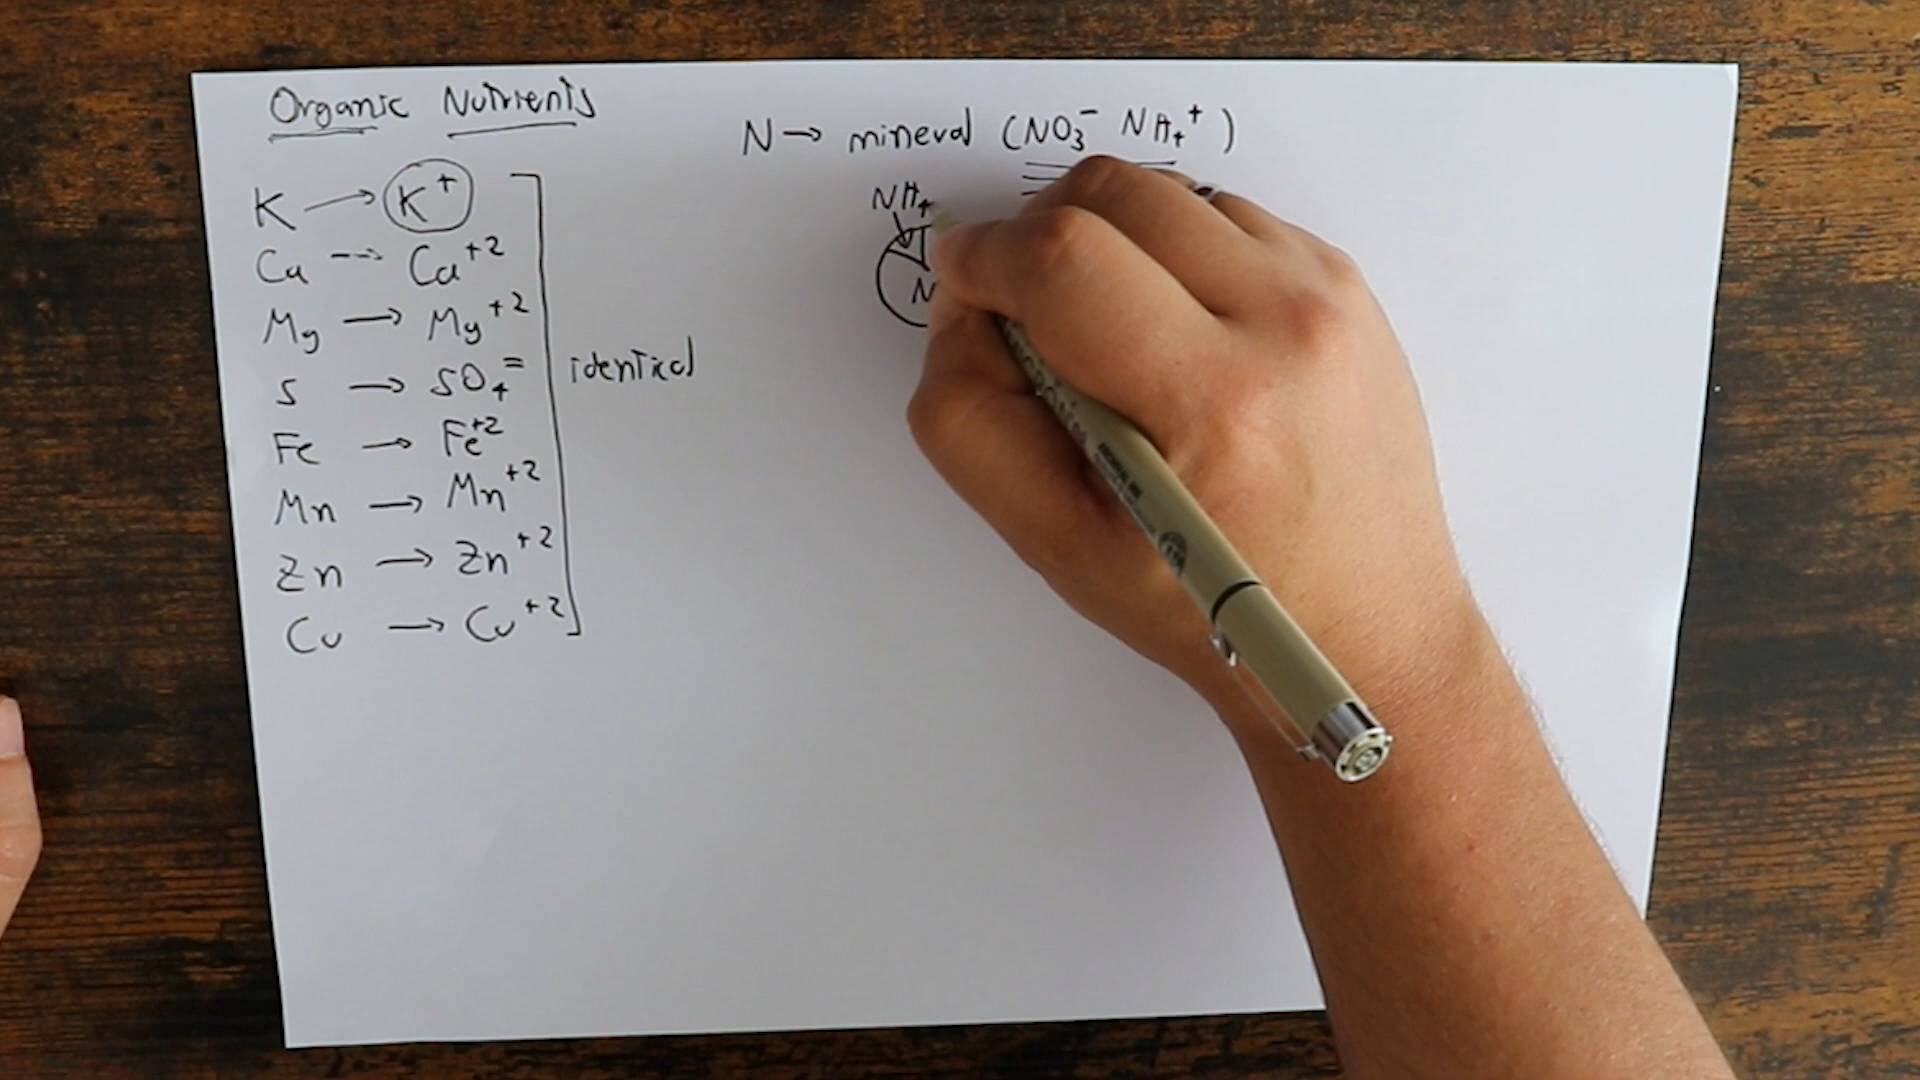 Organic Nutrients
K → K⁺
Ca → Ca⁺²
Mg → Mg⁺²
S → SO₄⁼
Fe → Fe⁺²
Mn → Mn⁺²
Zn → Zn⁺²
Cu → Cu⁺²
identical
N → mineral (NO₃⁻ NH₄⁺)
NH₄
N